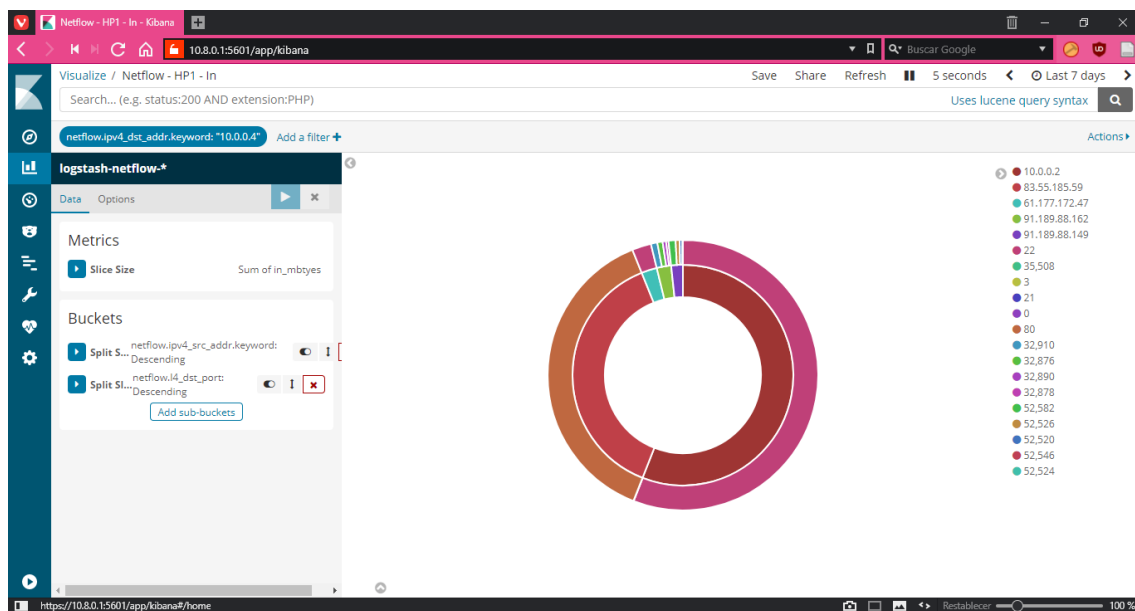 Netflow - HP1 - In - Kibana
10.8.0.1:5601/app/kibana
Buscar Google
Visualize / Netflow - HP1 - In
Save Share Refresh 5 seconds Last 7 days
Search... (e.g. status:200 AND extension:PHP)
Uses lucene query syntax
netflow.ipv4_dst_addr.keyword: "10.0.0.4" Add a filter
Actions
logstash-netflow-*
Data Options
Metrics
Slice Size Sum of in_mbtyes
Buckets
Split S... netflow.ipv4_src_addr.keyword: Descending
Split Sl... netflow.l4_dst_port: Descending
Add sub-buckets
10.0.0.2
83.55.185.59
61.177.172.47
91.189.88.162
91.189.88.149
22
35,508
3
21
0
80
32,910
32,876
32,890
32,878
52,582
52,526
52,520
52,546
52,524
https://10.8.0.1:5601/app/kibana#/home
Restablecer 100 %